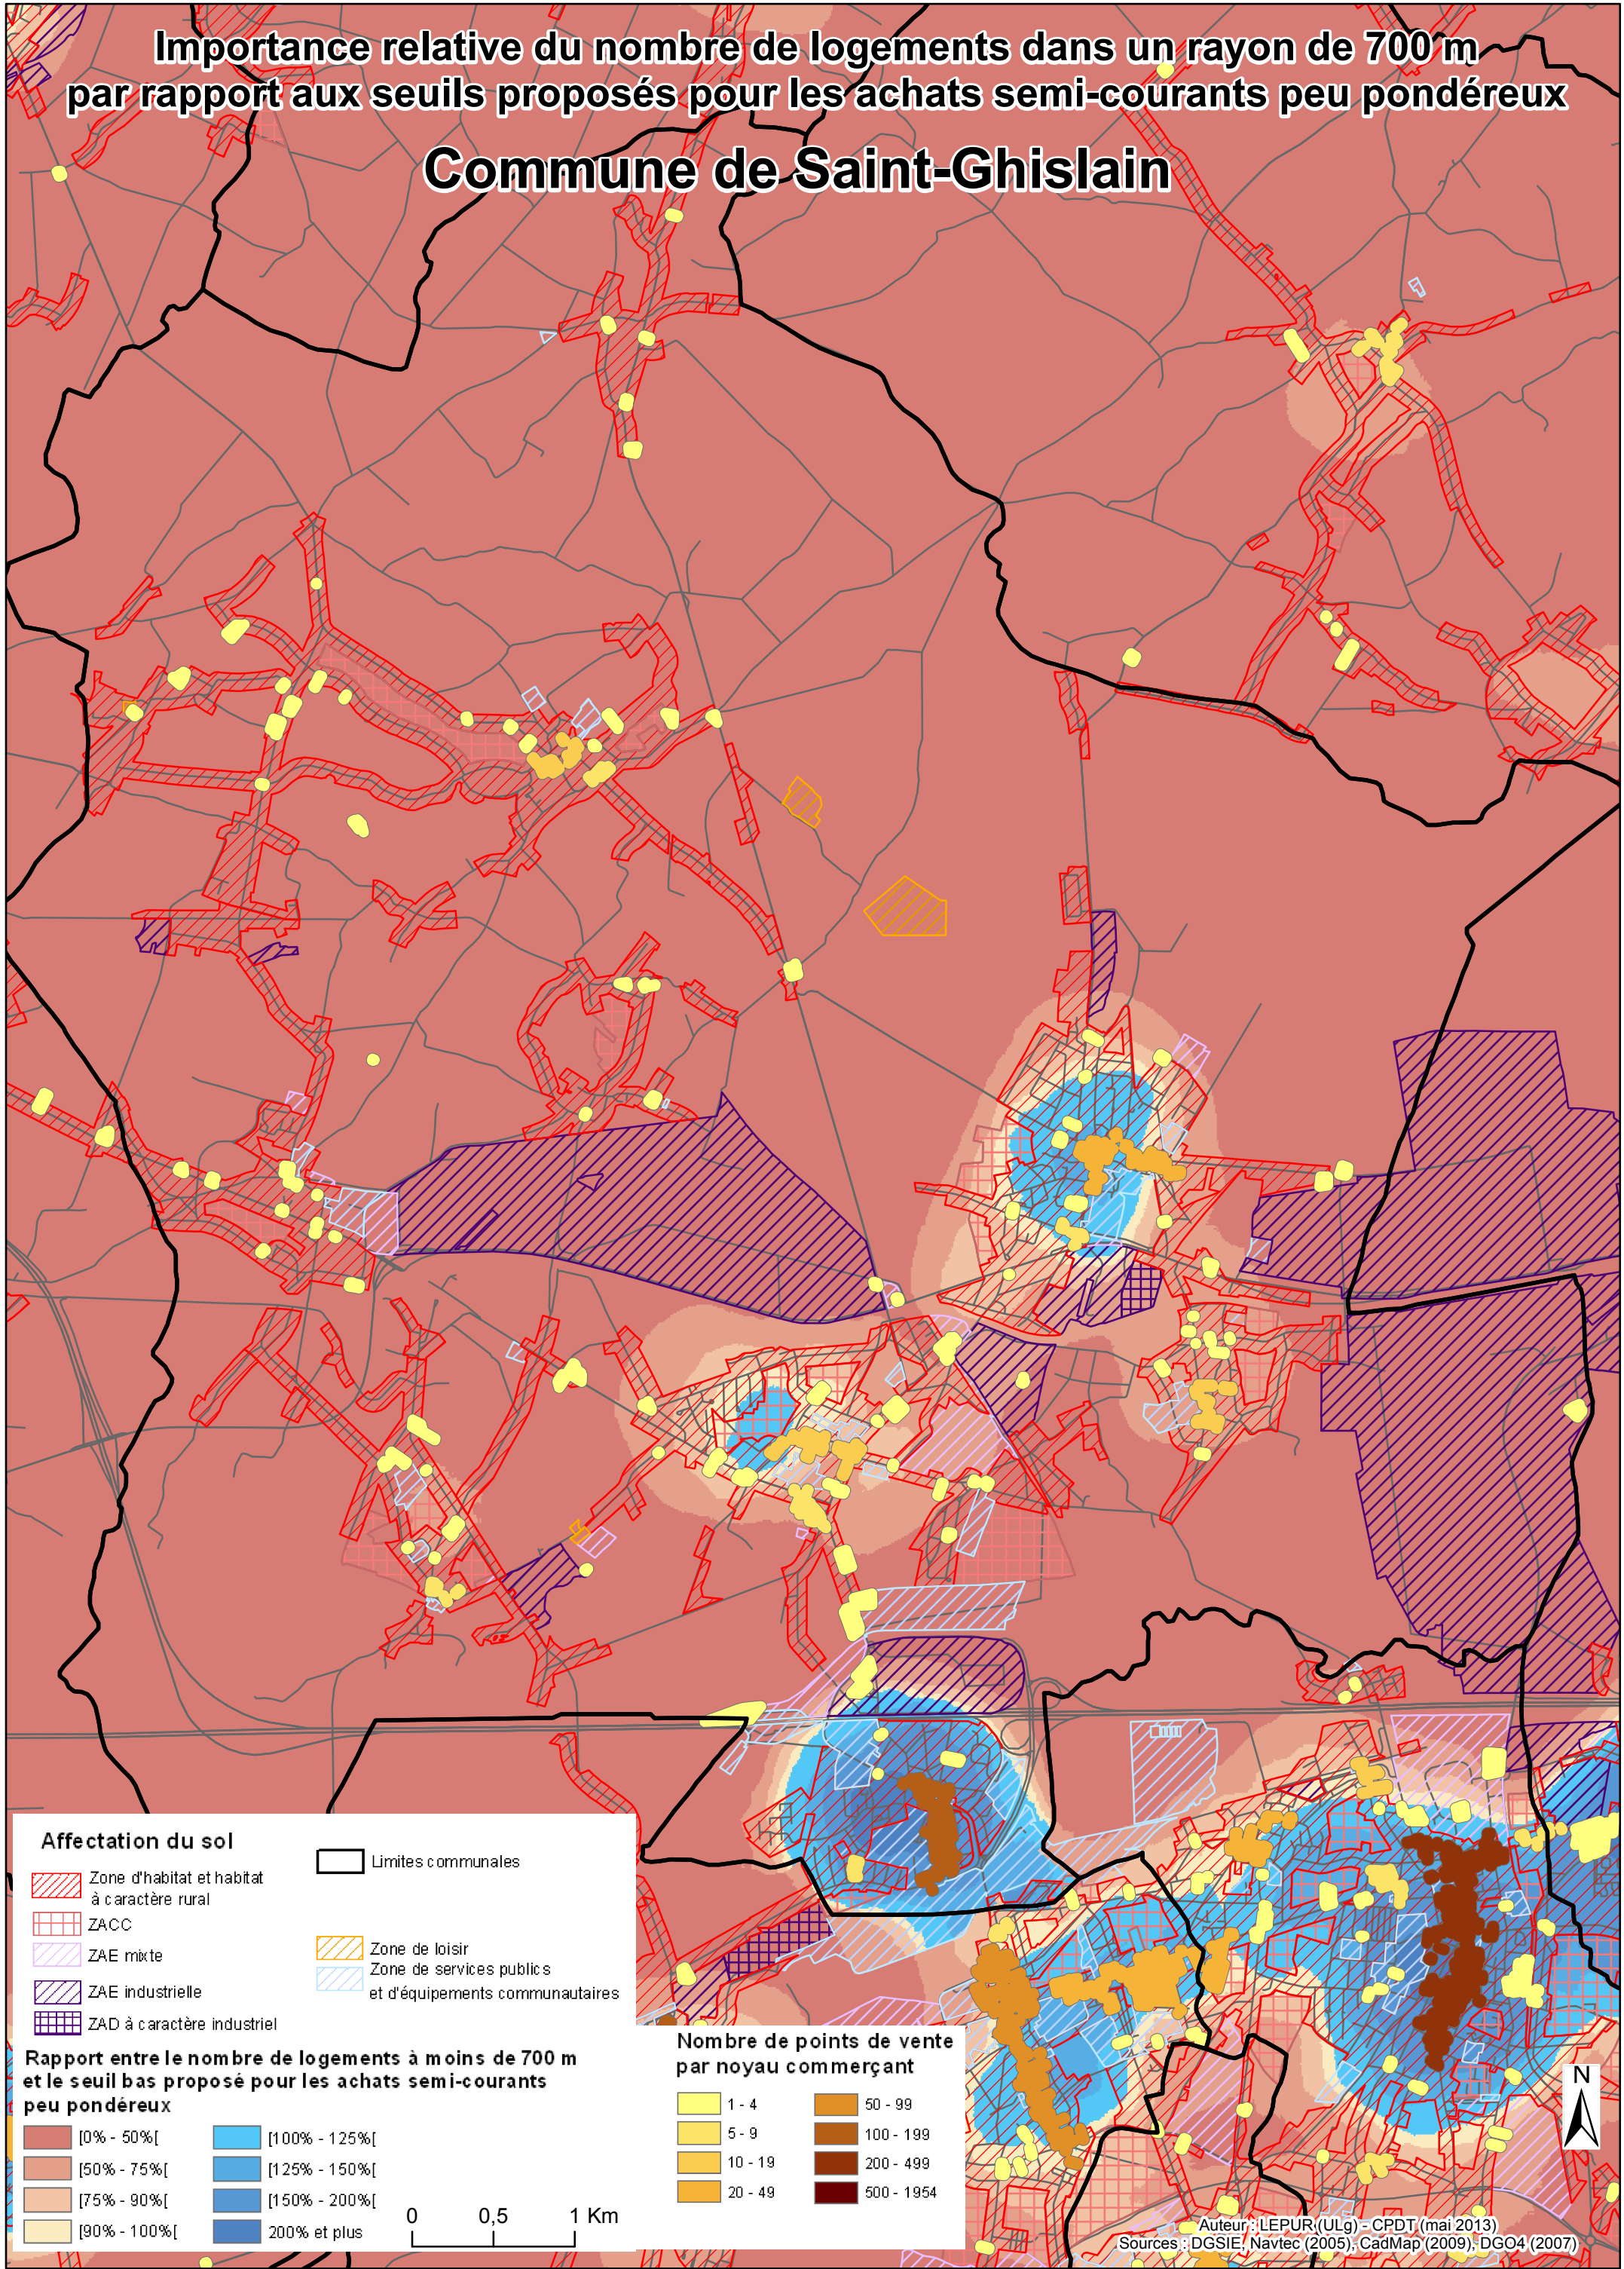 Importance relative du nombre de logements dans un rayon de 700 m
par rapport aux seuils proposés pour les achats semi-courants peu pondéreux
Commune de Saint-Ghislain
Affectation du sol
Zone d'habitat et habitat
à caractère rural
ZACC
ZAE mixte
ZAE industrielle
ZAD à caractère industriel
Limites communales
Zone de loisir
Zone de services publics
et d'équipements communautaires
Rapport entre le nombre de logements à moins de 700 m
et le seuil bas proposé pour les achats semi-courants
peu pondéreux
[0% - 50%[
[50% - 75%[
[75% - 90%[
[90% - 100%[
[100% - 125%[
[125% - 150%[
[150% - 200%[
200% et plus
0 0,5 1 Km
Nombre de points de vente
par noyau commerçant
1 - 4
5 - 9
10 - 19
20 - 49
50 - 99
100 - 199
200 - 499
500 - 1954
N
Auteur : LEPUR (ULg) - CPDT (mai 2013)
Sources : DGSIE, Navtec (2005), CadMap (2009), DGO4 (2007)